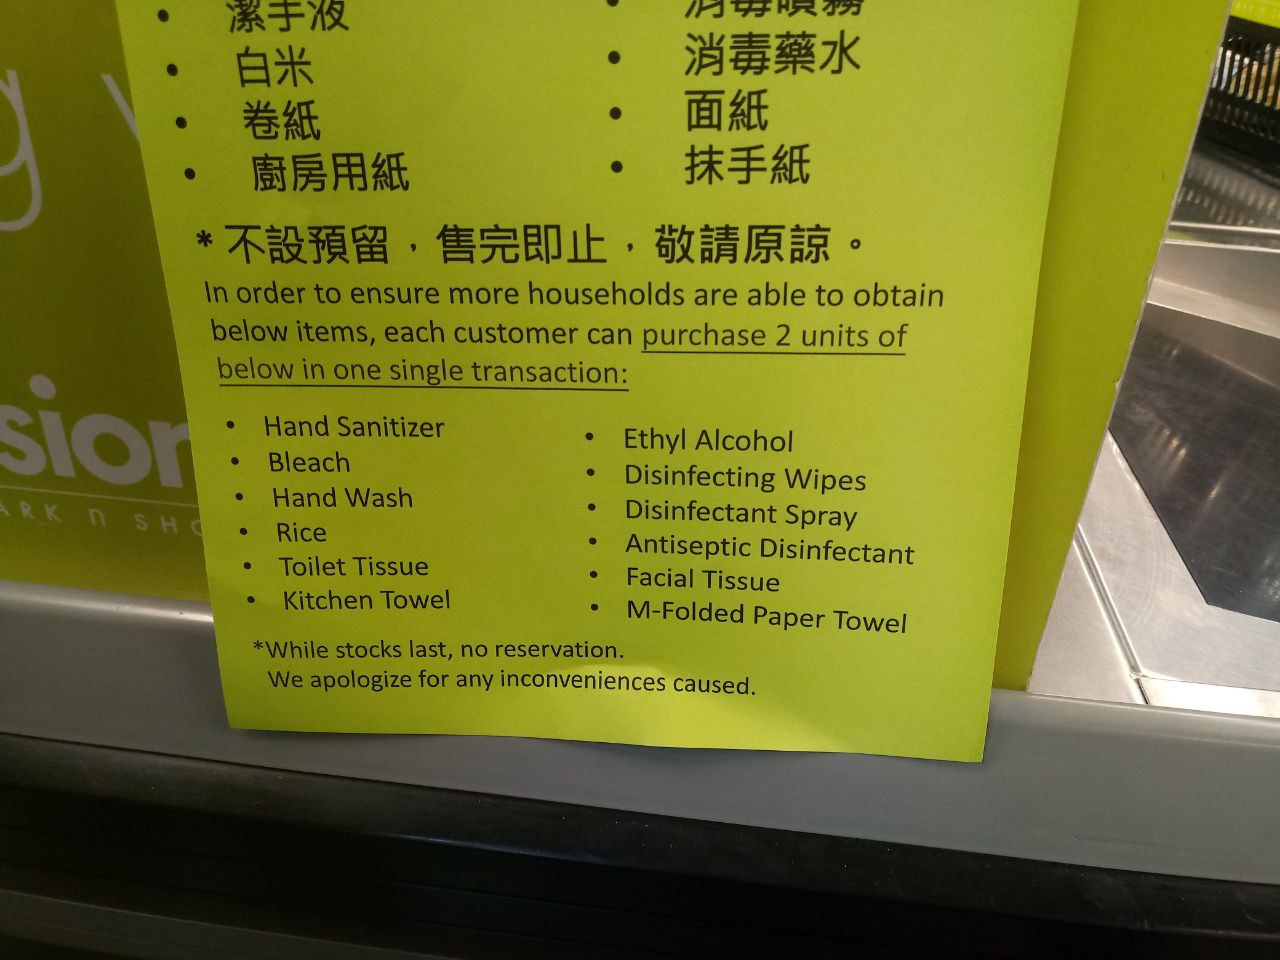 潔手液
白米
卷紙
廚房用紙
消毒噴霧
消毒藥水
面紙
抹手紙
* 不設預留，售完即止，敬請原諒。
In order to ensure more households are able to obtain
below items, each customer can purchase 2 units of
below in one single transaction:
• Hand Sanitizer
• Bleach
• Hand Wash
• Rice
• Toilet Tissue
• Kitchen Towel
• Ethyl Alcohol
• Disinfecting Wipes
• Disinfectant Spray
• Antiseptic Disinfectant
• Facial Tissue
• M-Folded Paper Towel
*While stocks last, no reservation.
We apologize for any inconveniences caused.